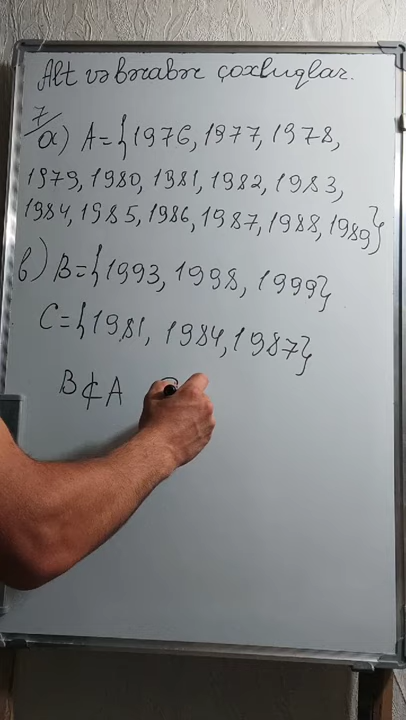 Alt və bərabər çoxluqlar.
7/a) A={1976, 1977, 1978,
1979, 1980, 1981, 1982, 1983,
1984, 1985, 1986, 1987, 1988, 1989}
b) B={1993, 1998, 1999}
C={1981, 1984, 1987}
B⊄A